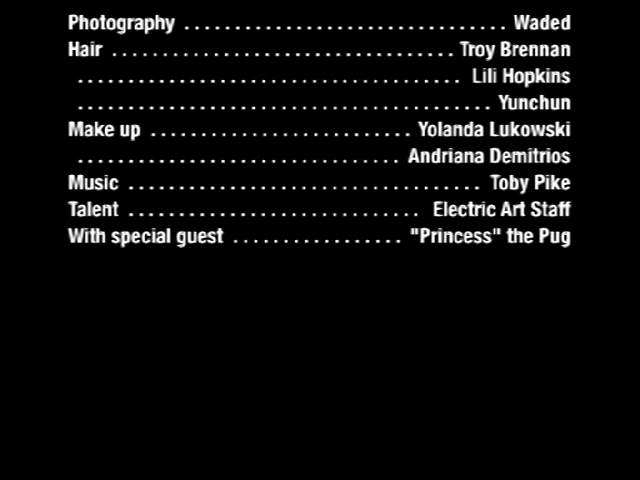 Photography ................................ Waded
Hair .................................. Troy Brennan
...................................... Lili Hopkins
......................................... Yunchun
Make up .......................... Yolanda Lukowski
................................ Andriana Demitrios
Music ................................... Toby Pike
Talent ............................. Electric Art Staff
With special guest ................. "Princess" the Pug